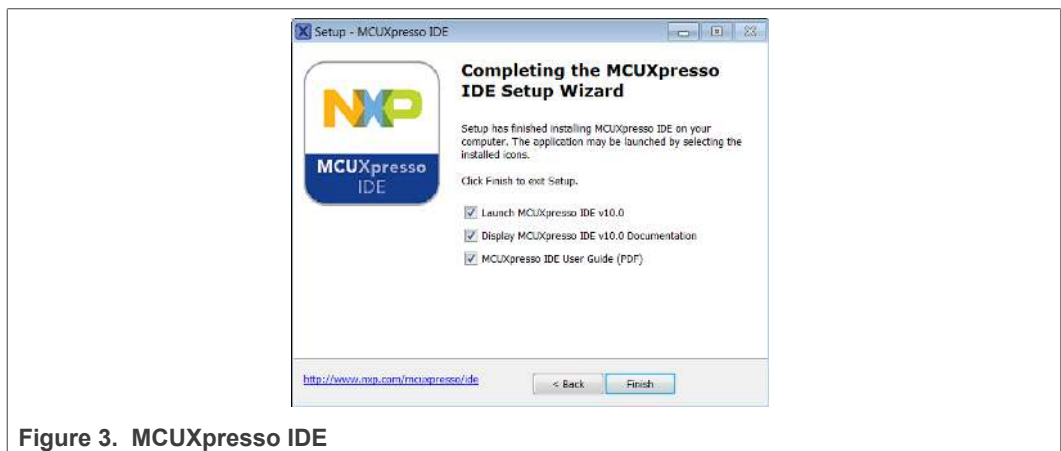 Setup - MCUXpresso IDE
NXP
MCUXpresso
IDE
Completing the MCUXpresso
IDE Setup Wizard
Setup has finished installing MCUXpresso IDE on your
computer. The application may be launched by selecting the
installed icons.
Click Finish to exit Setup.
Launch MCUXpresso IDE v10.0
Display MCUXpresso IDE v10.0 Documentation
MCUXpresso IDE User Guide (PDF)
http://www.nxp.com/mcuxpresso/ide
< Back
Finish
Figure 3. MCUXpresso IDE